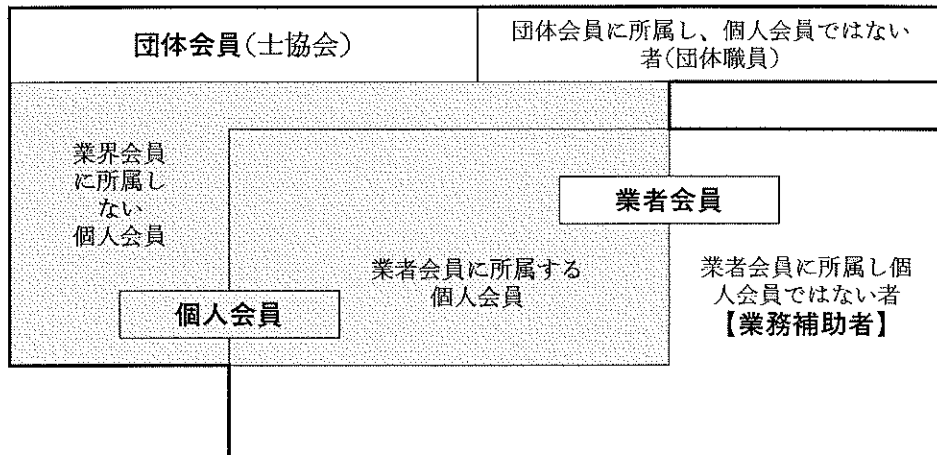 団体会員(士協会)
団体会員に所属し、個人会員ではない
者(団体職員)
業界会員
に所属し
ない
個人会員
業者会員
業者会員に所属する
個人会員
業者会員に所属し個
人会員ではない者
【業務補助者】
個人会員